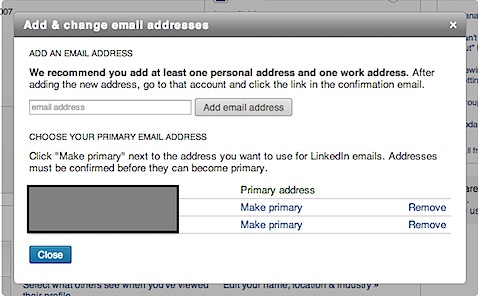 007
Add & change email addresses
×
ADD AN EMAIL ADDRESS
We recommend you add at least one personal address and one work address. After
adding the new address, go to that account and click the link in the confirmation email.
email address
Add email address
CHOOSE YOUR PRIMARY EMAIL ADDRESS
Click "Make primary" next to the address you want to use for LinkedIn emails. Addresses
must be confirmed before they can become primary.
Primary address
Make primary Remove
Make primary Remove
Close
Select what others see when you've viewed Edit your name, location & industry »
their profile